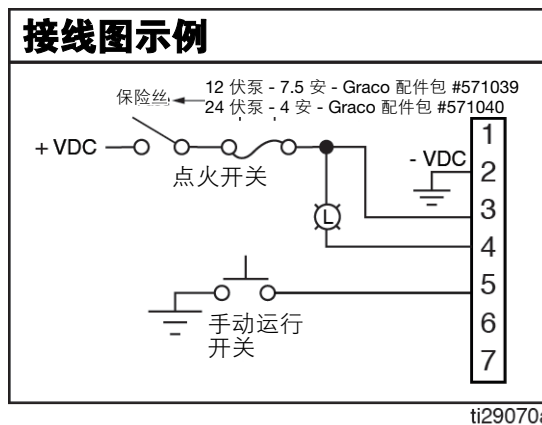 接线图示例
12 伏泵 - 7.5 安 - Graco 配件包 #571039
保险丝
24 伏泵 - 4 安 - Graco 配件包 #571040
+ VDC
点火开关
- VDC
L
手动运行
开关
1
2
3
4
5
6
7
ti29070a